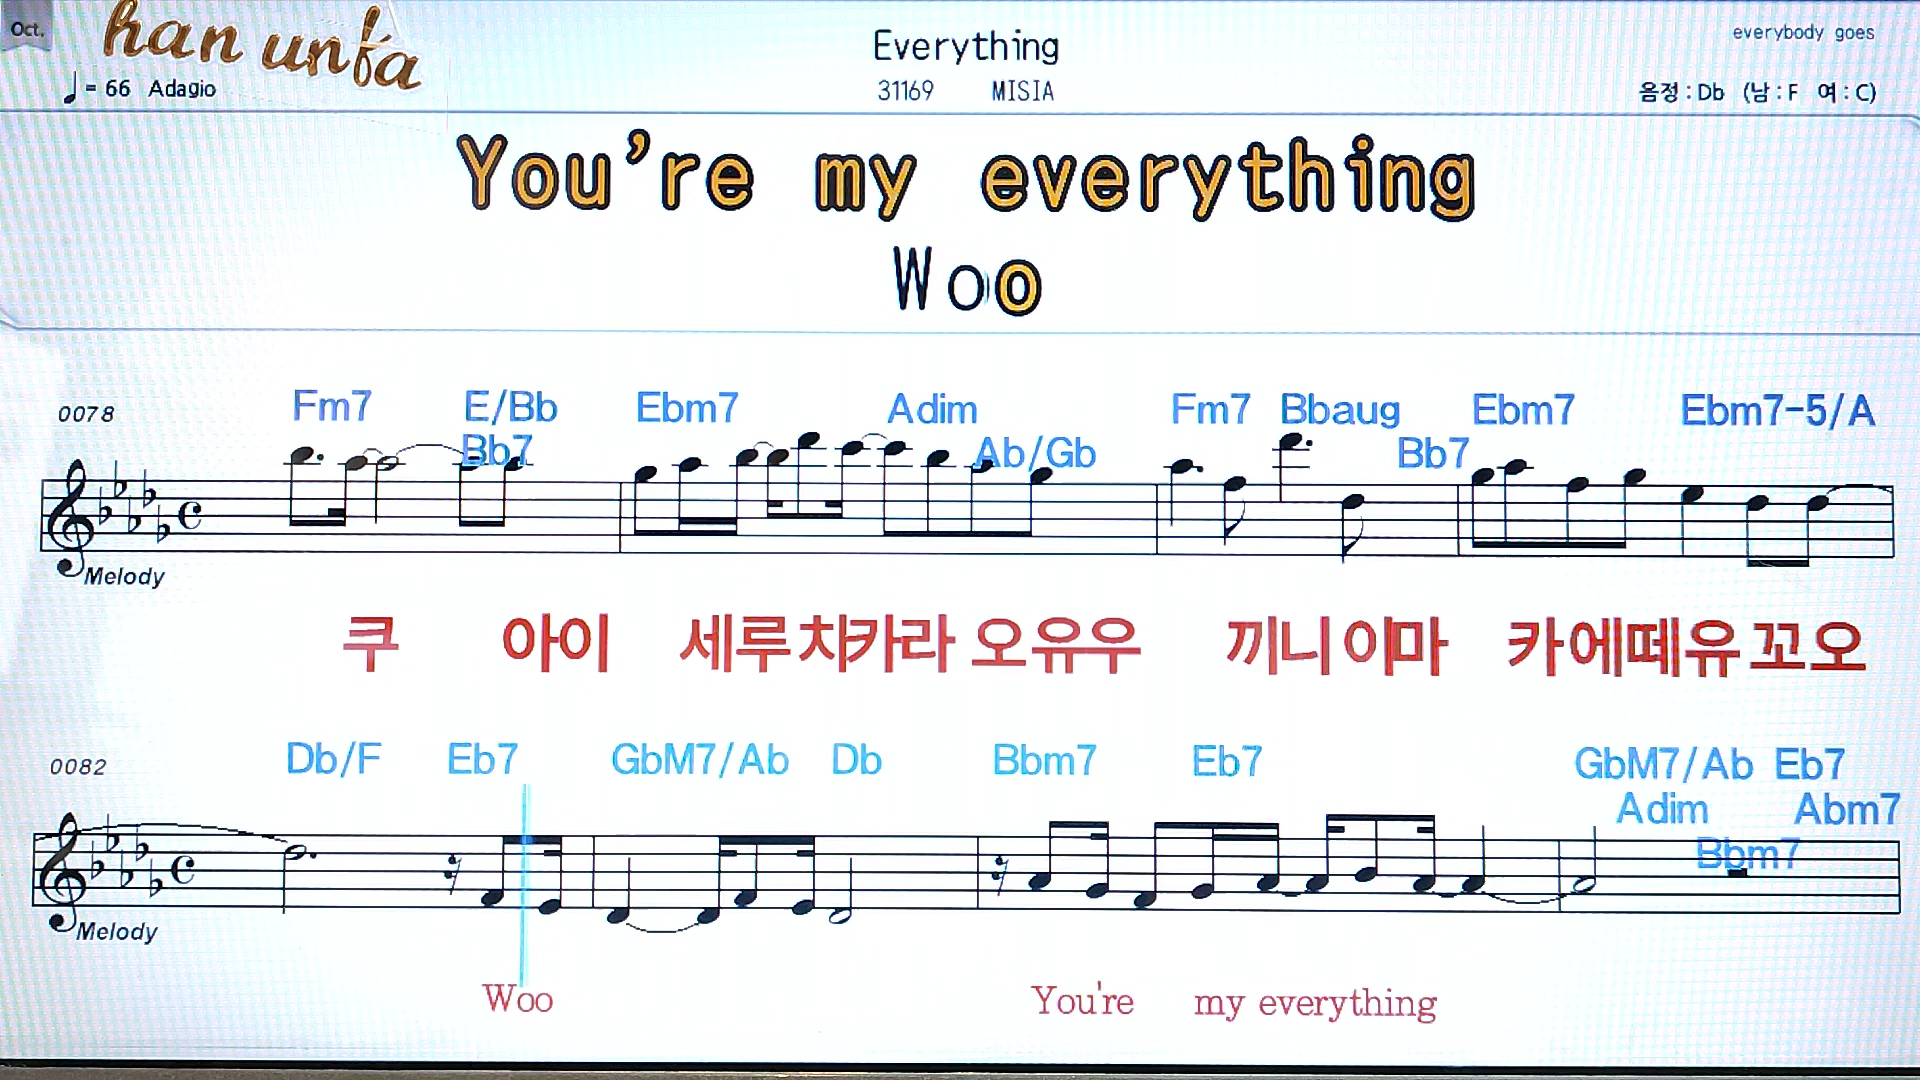 Oct.
han unfa
everybody goes
Everything
♩= 66 Adagio
31169 MISIA
음정 : Db (남 : F 여 : C)
You're my everything
Woo
0078
Fm7 E/Bb Ebm7 Adim Fm7 Bbaug Ebm7 Ebm7-5/A
Bb7 Ab/Gb Bb7
Melody
쿠 아이 세루 차카라 오유우 끼니 이마 카에떼유 꼬오
0082
Db/F Eb7 GbM7/Ab Db Bbm7 Eb7 GbM7/Ab Eb7
Adim Abm7
Bbm7
Melody
Woo You're my everything